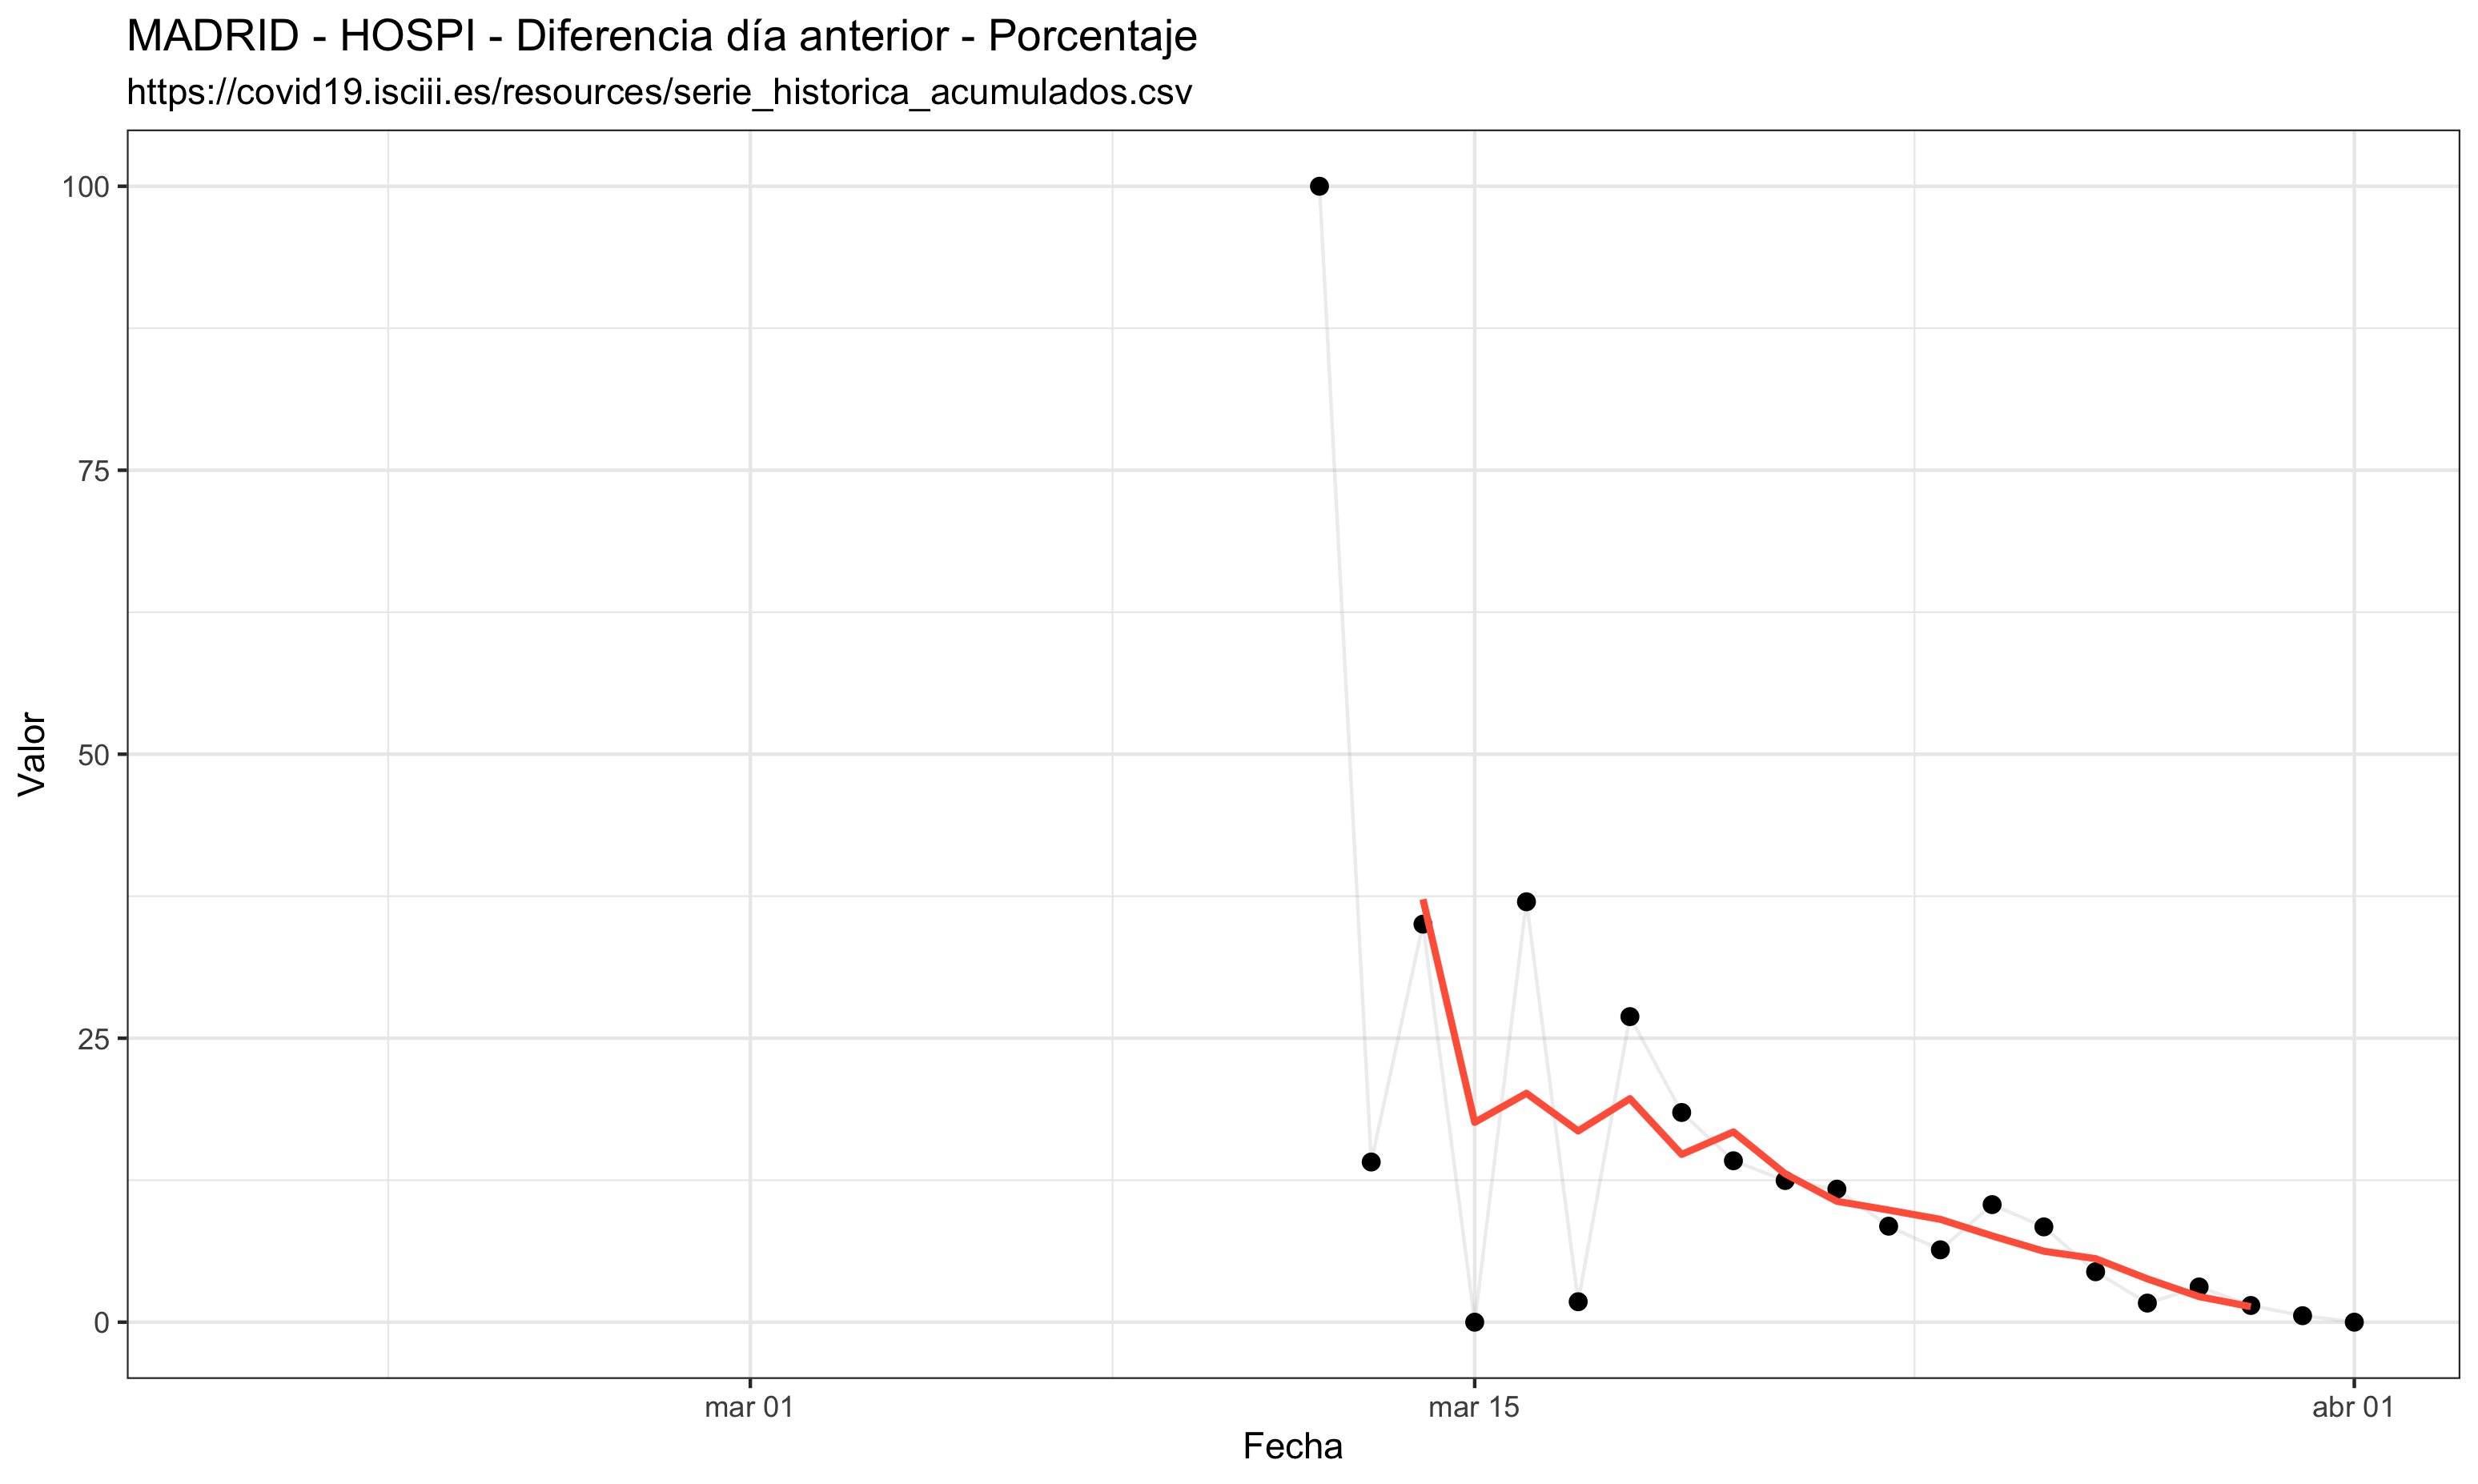 MADRID - HOSPI - Diferencia día anterior - Porcentaje
https://covid19.isciii.es/resources/serie_historica_acumulados.csv
100
75
50
25
0
Valor
mar 01
mar 15
abr 01
Fecha